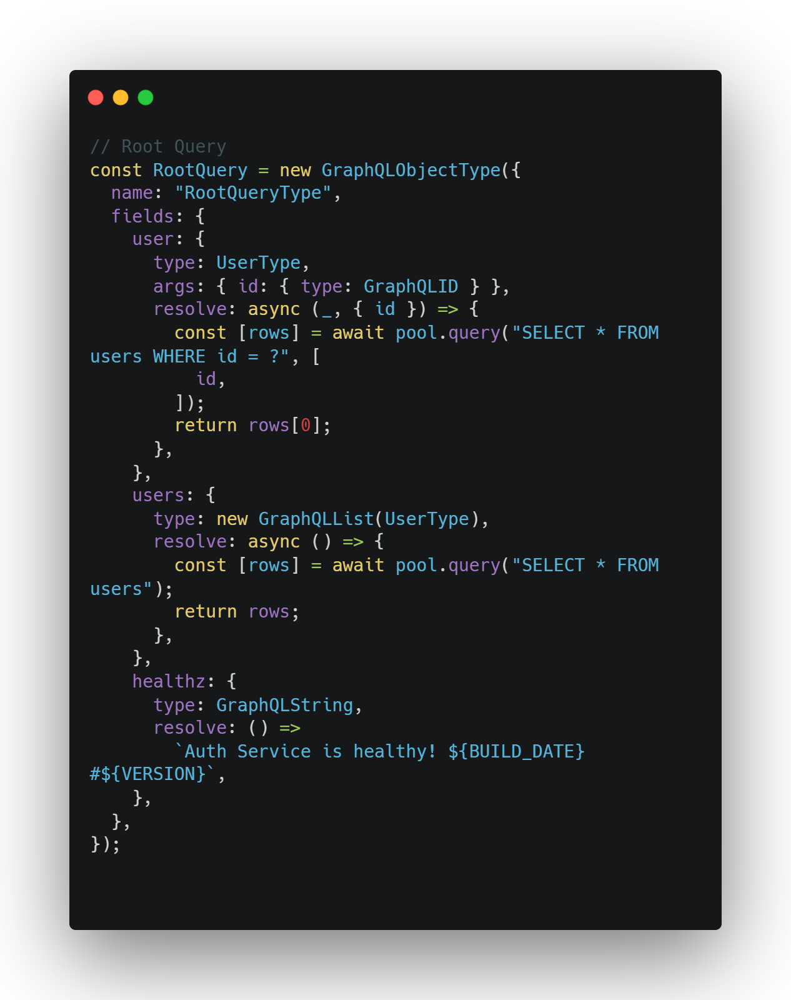 // Root Query
const RootQuery = new GraphQLObjectType({
  name: "RootQueryType",
  fields: {
    user: {
      type: UserType,
      args: { id: { type: GraphQLID } },
      resolve: async (_, { id }) => {
        const [rows] = await pool.query("SELECT * FROM
users WHERE id = ?", [
          id,
        ]);
        return rows[0];
      },
    },
    users: {
      type: new GraphQLList(UserType),
      resolve: async () => {
        const [rows] = await pool.query("SELECT * FROM
users");
        return rows;
      },
    },
    healthz: {
      type: GraphQLString,
      resolve: () =>
        `Auth Service is healthy! ${BUILD_DATE}
#${VERSION}`,
    },
  },
});